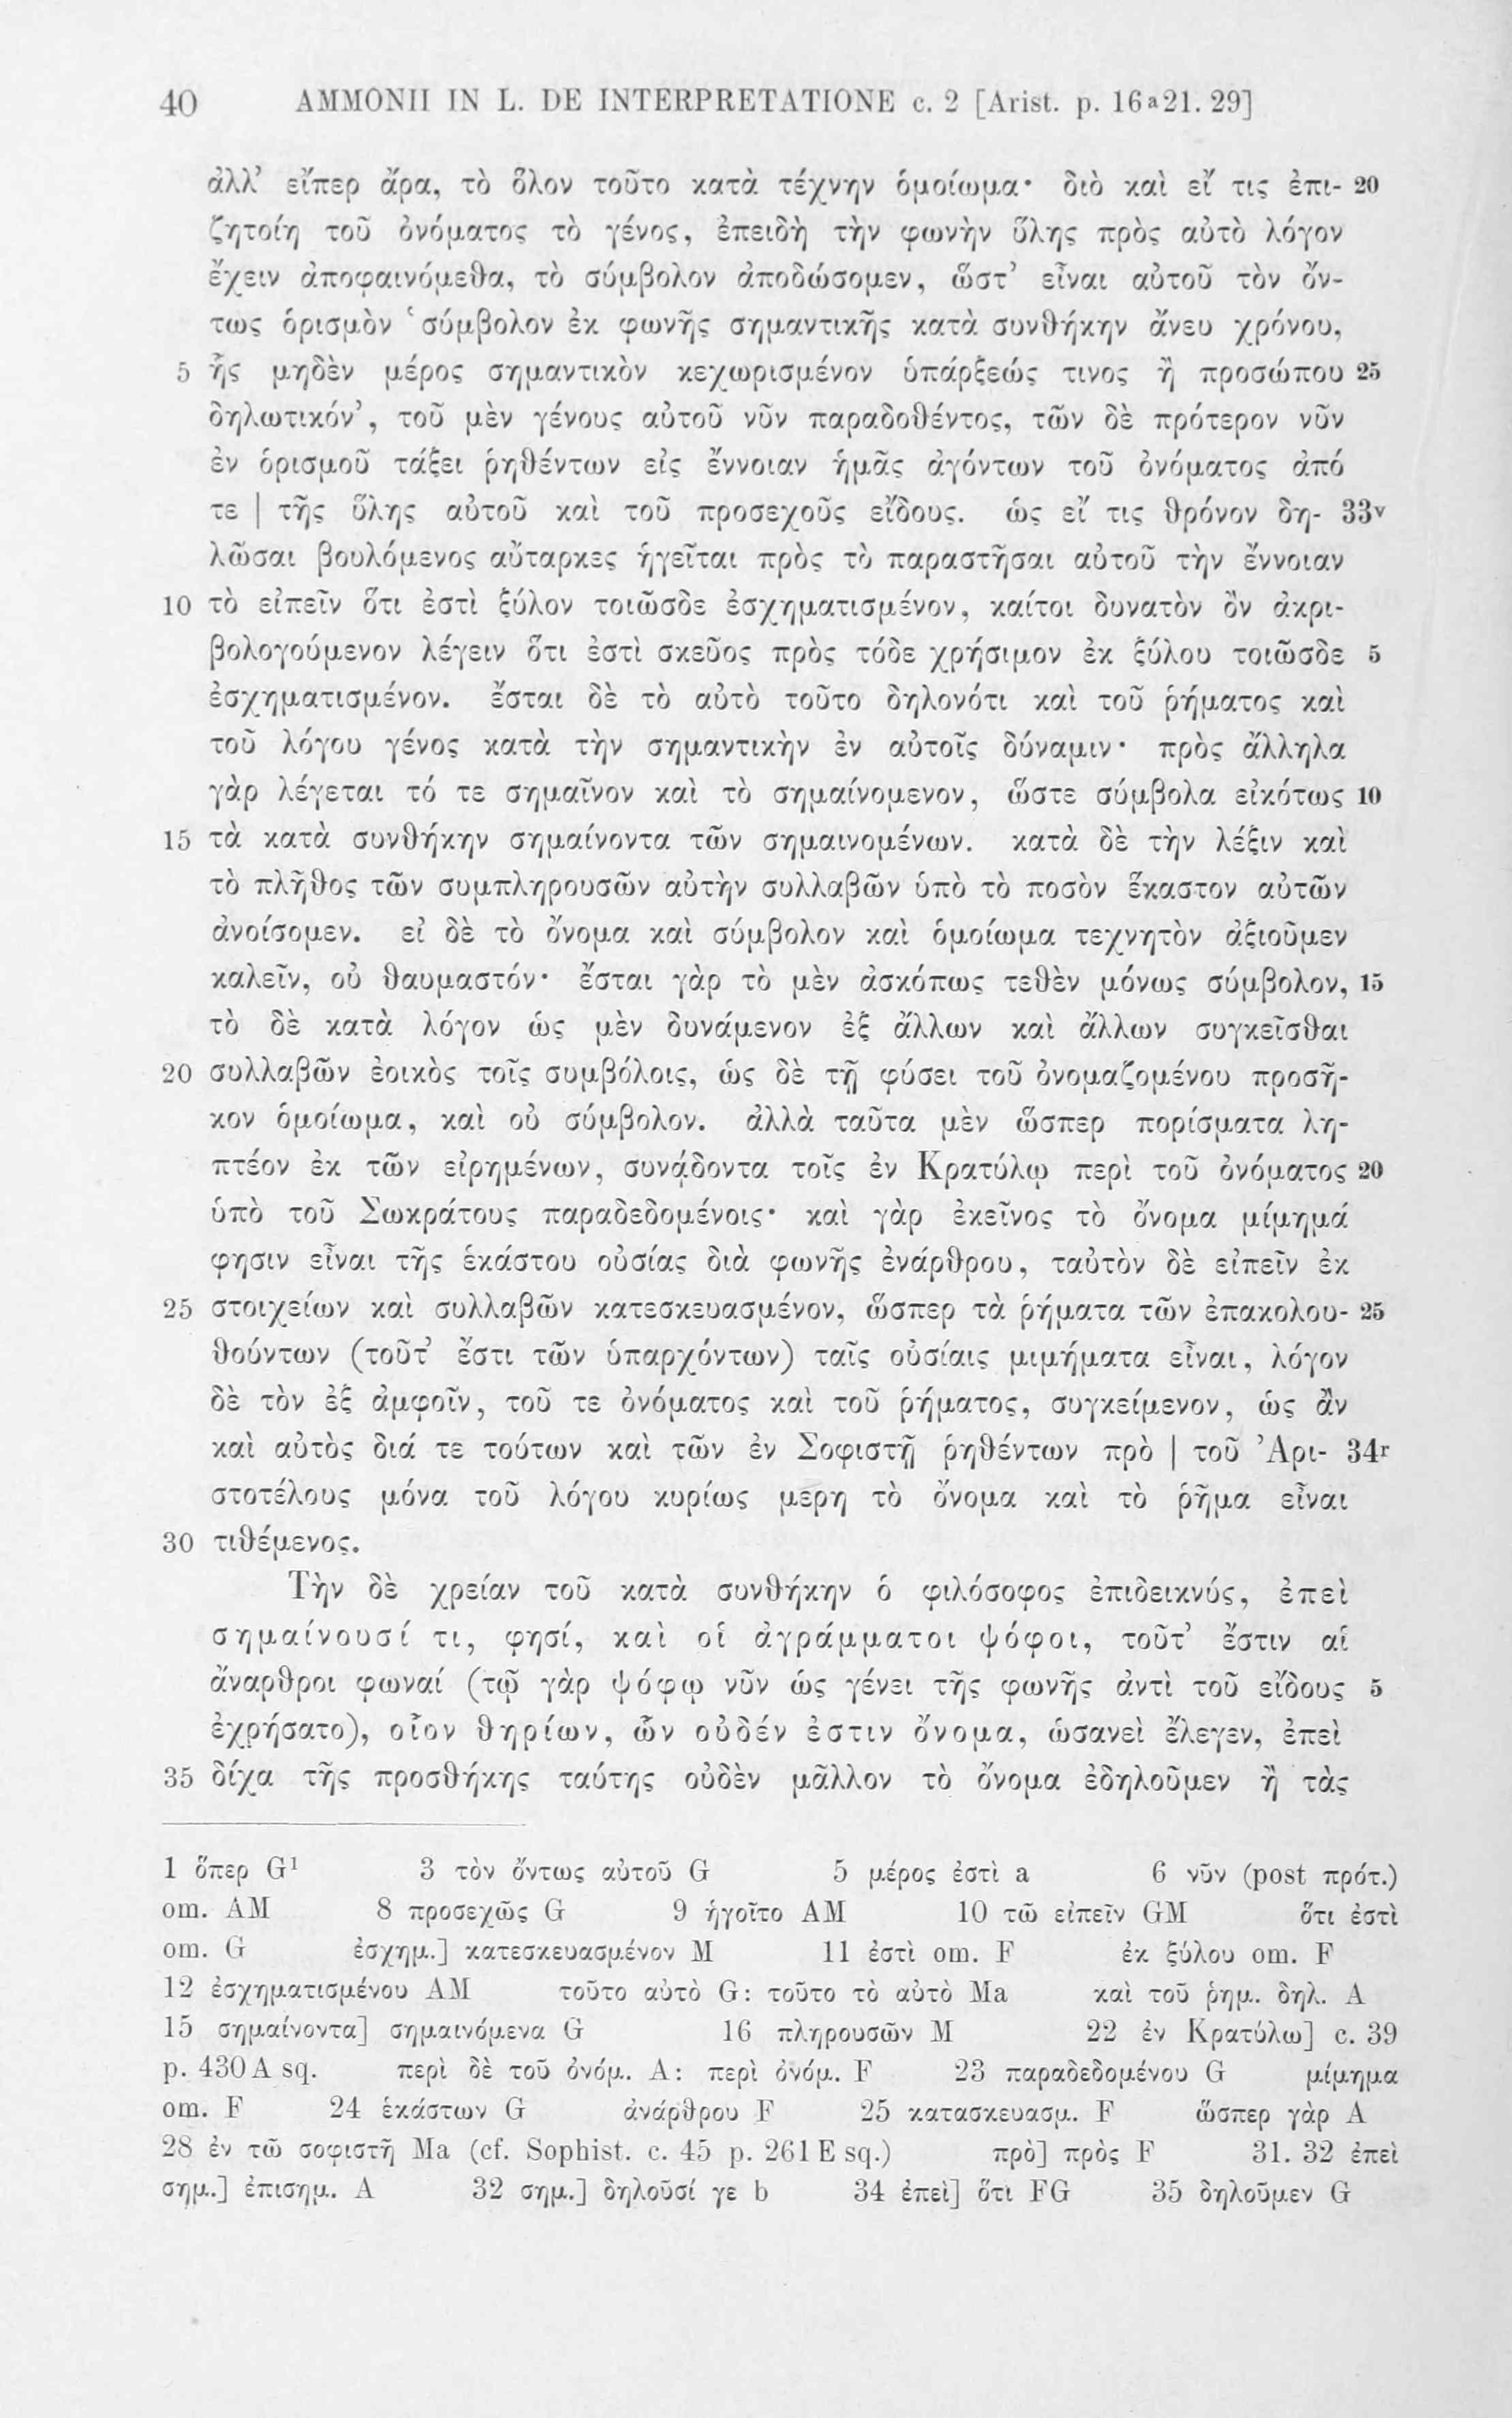 40 AMMONII IN L. DE INTERPRETATIONE c. 2 [Arist. p. 16ᵃ21. 29]
ἀλλ’ εἴπερ ἄρα, τὸ ὅλον τοῦτο κατὰ τέχνην ὁμοίωμα· διὸ καὶ εἴ τις ἐπι- 20
ζητοίη τοῦ ὀνόματος τὸ γένος, ἐπειδὴ τὴν φωνὴν ὕλης πρὸς αὐτὸ λόγον
ἔχειν ἀποφαινόμεθα, τὸ σύμβολον ἀποδώσομεν, ὥστ’ εἶναι αὐτοῦ τὸν ὄν-
τως ὁρισμὸν ‘σύμβολον ἐκ φωνῆς σημαντικῆς κατὰ συνθήκην ἄνευ χρόνου,
5 ἧς μηδὲν μέρος σημαντικὸν κεχωρισμένον ὑπάρξεώς τινος ἢ προσώπου 25
δηλωτικόν’, τοῦ μὲν γένους αὐτοῦ νῦν παραδοθέντος, τῶν δὲ πρότερον νῦν
ἐν ὁρισμοῦ τάξει ῥηθέντων εἰς ἔννοιαν ἡμᾶς ἀγόντων τοῦ ὀνόματος ἀπό
τε | τῆς ὕλης αὐτοῦ καὶ τοῦ προσεχοῦς εἴδους. ὡς εἴ τις θρόνον δη- 33ᵛ
λῶσαι βουλόμενος αὔταρκες ἡγεῖται πρὸς τὸ παραστῆσαι αὐτοῦ τὴν ἔννοιαν
10 τὸ εἰπεῖν ὅτι ἐστὶ ξύλον τοιῶσδε ἐσχηματισμένον, καίτοι δυνατὸν ὂν ἀκρι-
βολογούμενον λέγειν ὅτι ἐστὶ σκεῦος πρὸς τόδε χρήσιμον ἐκ ξύλου τοιῶσδε 5
ἐσχηματισμένον. ἔσται δὲ τὸ αὐτὸ τοῦτο δηλονότι καὶ τοῦ ῥήματος καὶ
τοῦ λόγου γένος κατὰ τὴν σημαντικὴν ἐν αὐτοῖς δύναμιν· πρὸς ἄλληλα
γὰρ λέγεται τό τε σημαῖνον καὶ τὸ σημαίνομενον, ὥστε σύμβολα εἰκότως 10
15 τὰ κατὰ συνθήκην σημαίνοντα τῶν σημαινομένων. κατὰ δὲ τὴν λέξιν καὶ
τὸ πλῆθος τῶν συμπληρουσῶν αὐτὴν συλλαβῶν ὑπὸ τὸ ποσὸν ἕκαστον αὐτῶν
ἀνοίσομεν. εἰ δὲ τὸ ὄνομα καὶ σύμβολον καὶ ὁμοίωμα τεχνητὸν ἀξιοῦμεν
καλεῖν, οὐ θαυμαστόν· ἔσται γὰρ τὸ μὲν ἀσκόπως τεθὲν μόνως σύμβολον, 15
τὸ δὲ κατὰ λόγον ὡς μὲν δυνάμενον ἐξ ἄλλων καὶ ἄλλων συγκεῖσθαι
20 συλλαβῶν ἐοικὸς τοῖς συμβόλοις, ὡς δὲ τῇ φύσει τοῦ ὀνομαζομένου προσῆ-
κον ὁμοίωμα, καὶ οὐ σύμβολον. ἀλλὰ ταῦτα μὲν ὥσπερ πορίσματα λη-
πτέον ἐκ τῶν εἰρημένων, συνᾴδοντα τοῖς ἐν Κρατύλῳ περὶ τοῦ ὀνόματος 20
ὑπὸ τοῦ Σωκράτους παραδεδομένοις· καὶ γὰρ ἐκεῖνος τὸ ὄνομα μίμημά
φησιν εἶναι τῆς ἑκάστου οὐσίας διὰ φωνῆς ἐνάρθρου, ταὐτὸν δὲ εἰπεῖν ἐκ
25 στοιχείων καὶ συλλαβῶν κατεσκευασμένον, ὥσπερ τὰ ῥήματα τῶν ἐπακολου- 25
θούντων (τοῦτ’ ἔστι τῶν ὑπαρχόντων) ταῖς οὐσίαις μιμήματα εἶναι, λόγον
δὲ τὸν ἐξ ἀμφοῖν, τοῦ τε ὀνόματος καὶ τοῦ ῥήματος, συγκείμενον, ὡς ἂν
καὶ αὐτὸς διά τε τούτων καὶ τῶν ἐν Σοφιστῇ ῥηθέντων πρὸ | τοῦ Ἀρι- 34ʳ
στοτέλους μόνα τοῦ λόγου κυρίως μέρη τὸ ὄνομα καὶ τὸ ῥῆμα εἶναι
30 τιθέμενος.
Τὴν δὲ χρείαν τοῦ κατὰ συνθήκην ὁ φιλόσοφος ἐπιδεικνύς, ἐπεὶ
σημαίνουσί τι, φησί, καὶ οἱ ἀγράμματοι ψόφοι, τοῦτ’ ἔστιν αἱ
ἄναρθροι φωναί (τῷ γὰρ ψόφῳ νῦν ὡς γένει τῆς φωνῆς ἀντὶ τοῦ εἴδους 5
ἐχρήσατο), οἷον θηρίων, ὧν οὐδέν ἐστιν ὄνομα, ὡσανεὶ ἔλεγεν, ἐπεὶ
35 δίχα τῆς προσθήκης ταύτης οὐδὲν μᾶλλον τὸ ὄνομα ἐδηλοῦμεν ἢ τὰς
1 ὅπερ G¹ 3 τὸν ὄντως αὐτοῦ G 5 μέρος ἐστὶ a 6 νῦν (post πρότ.)
om. AM 8 προσεχῶς G 9 ἡγοῖτο AM 10 τῶ εἰπεῖν GM ὅτι ἐστὶ
om. G ἐσχημ.] κατεσκευασμένον M 11 ἐστὶ om. F ἐκ ξύλου om. F
12 ἐσχηματισμένου AM τοῦτο αὐτὸ G: τοῦτο τὸ αὐτὸ Ma καὶ τοῦ ῥημ. δηλ. A
15 σημαίνοντα] σημαινόμενα G 16 πληρουσῶν M 22 ἐν Κρατύλω] c. 39
p. 430 A sq. περὶ δὲ τοῦ ὀνόμ. A: περὶ ὀνόμ. F 23 παραδεδομένου G μίμημα
om. F 24 ἑκάστων G ἀνάρθρου F 25 κατασκευασμ. F ὥσπερ γὰρ A
28 ἐν τῶ σοφιστῆ Ma (cf. Sophist. c. 45 p. 261 E sq.) πρὸ] πρὸς F 31. 32 ἐπεὶ
σημ.] ἐπισημ. A 32 σημ.] δηλοῦσί γε b 34 ἐπεὶ] ὅτι FG 35 δηλοῦμεν G